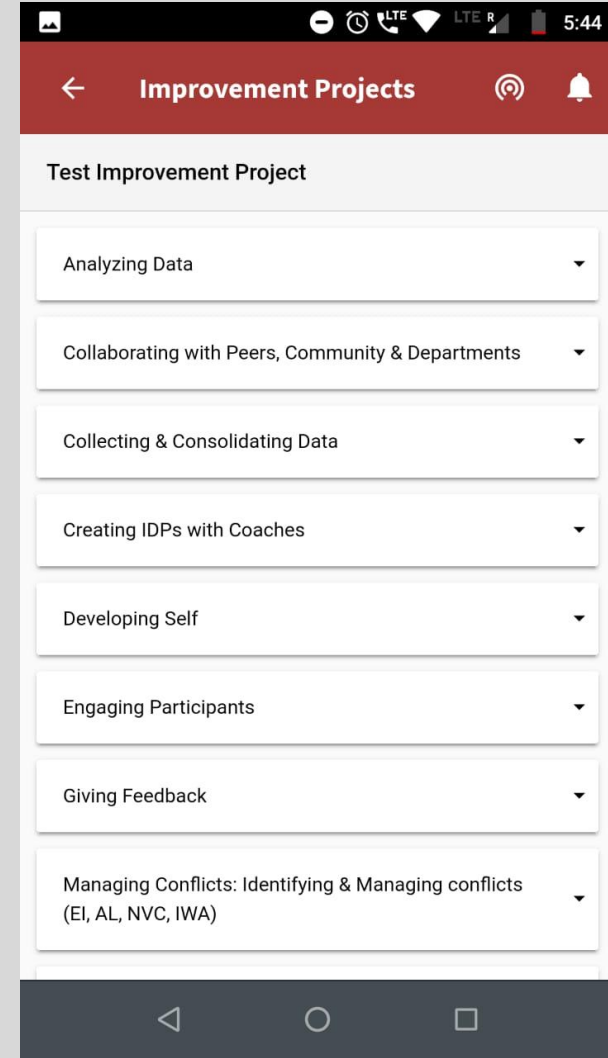 LTE LTE R 5:44
Improvement Projects
Test Improvement Project
Analyzing Data
Collaborating with Peers, Community & Departments
Collecting & Consolidating Data
Creating IDPs with Coaches
Developing Self
Engaging Participants
Giving Feedback
Managing Conflicts: Identifying & Managing conflicts
(EI, AL, NVC, IWA)